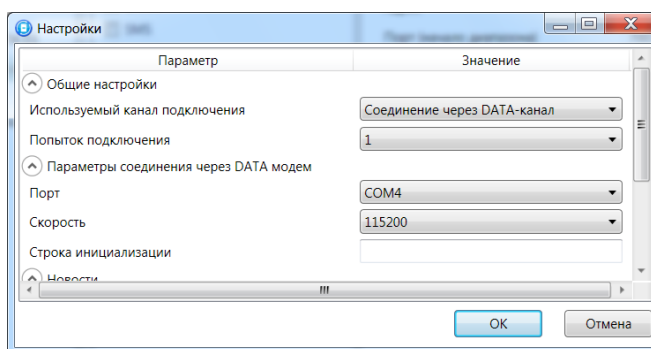 Настройки
Параметр Значение
Общие настройки
Используемый канал подключения Соединение через DATA-канал
Попыток подключения 1
Параметры соединения через DATA модем
Порт COM4
Скорость 115200
Строка инициализации
Новости
OK Отмена